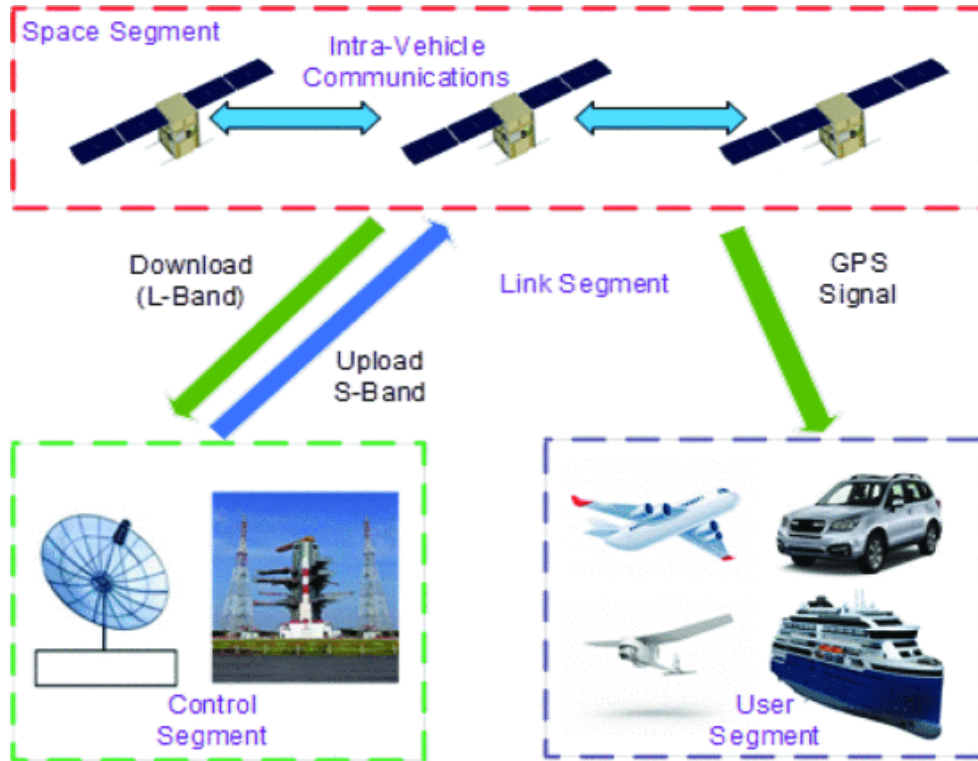 Space Segment
Intra-Vehicle
Communications
Download
(L-Band)
Link Segment
GPS
Signal
Upload
S-Band
Control
Segment
User
Segment